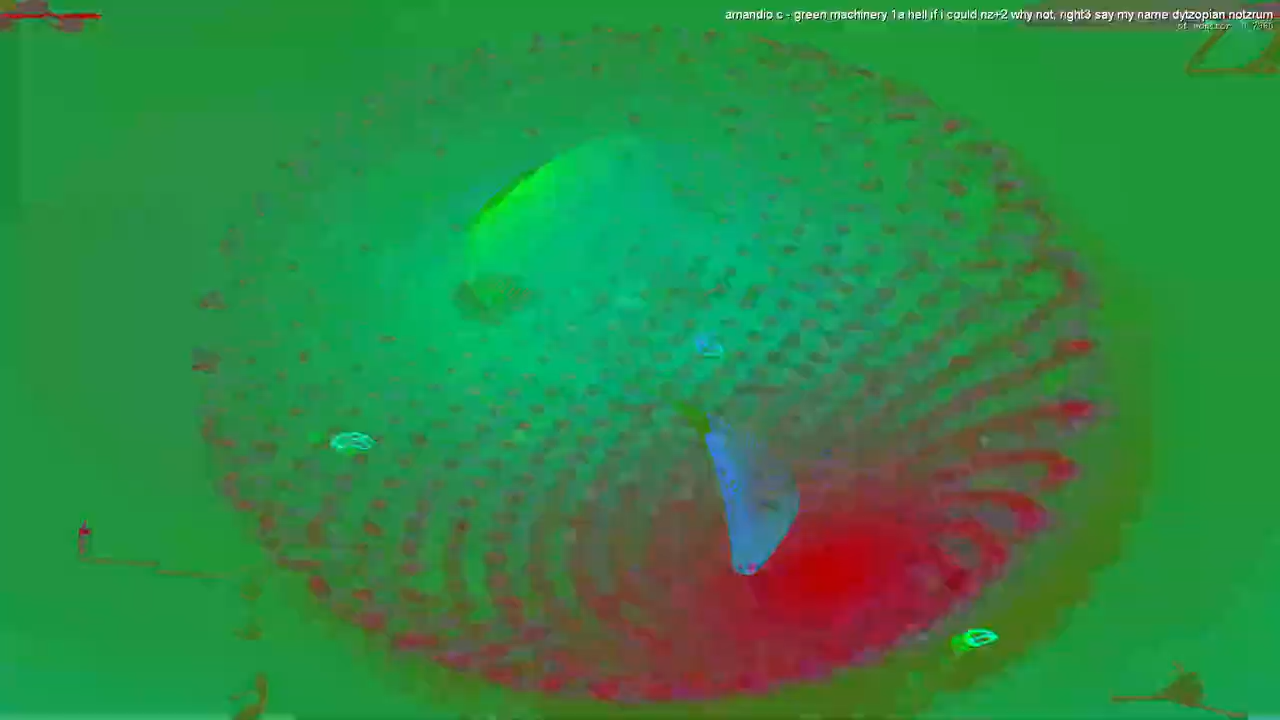 amandio c - green machinery 1a hell if i could nz+2 why not, right3 say my name dytzopian notzrum